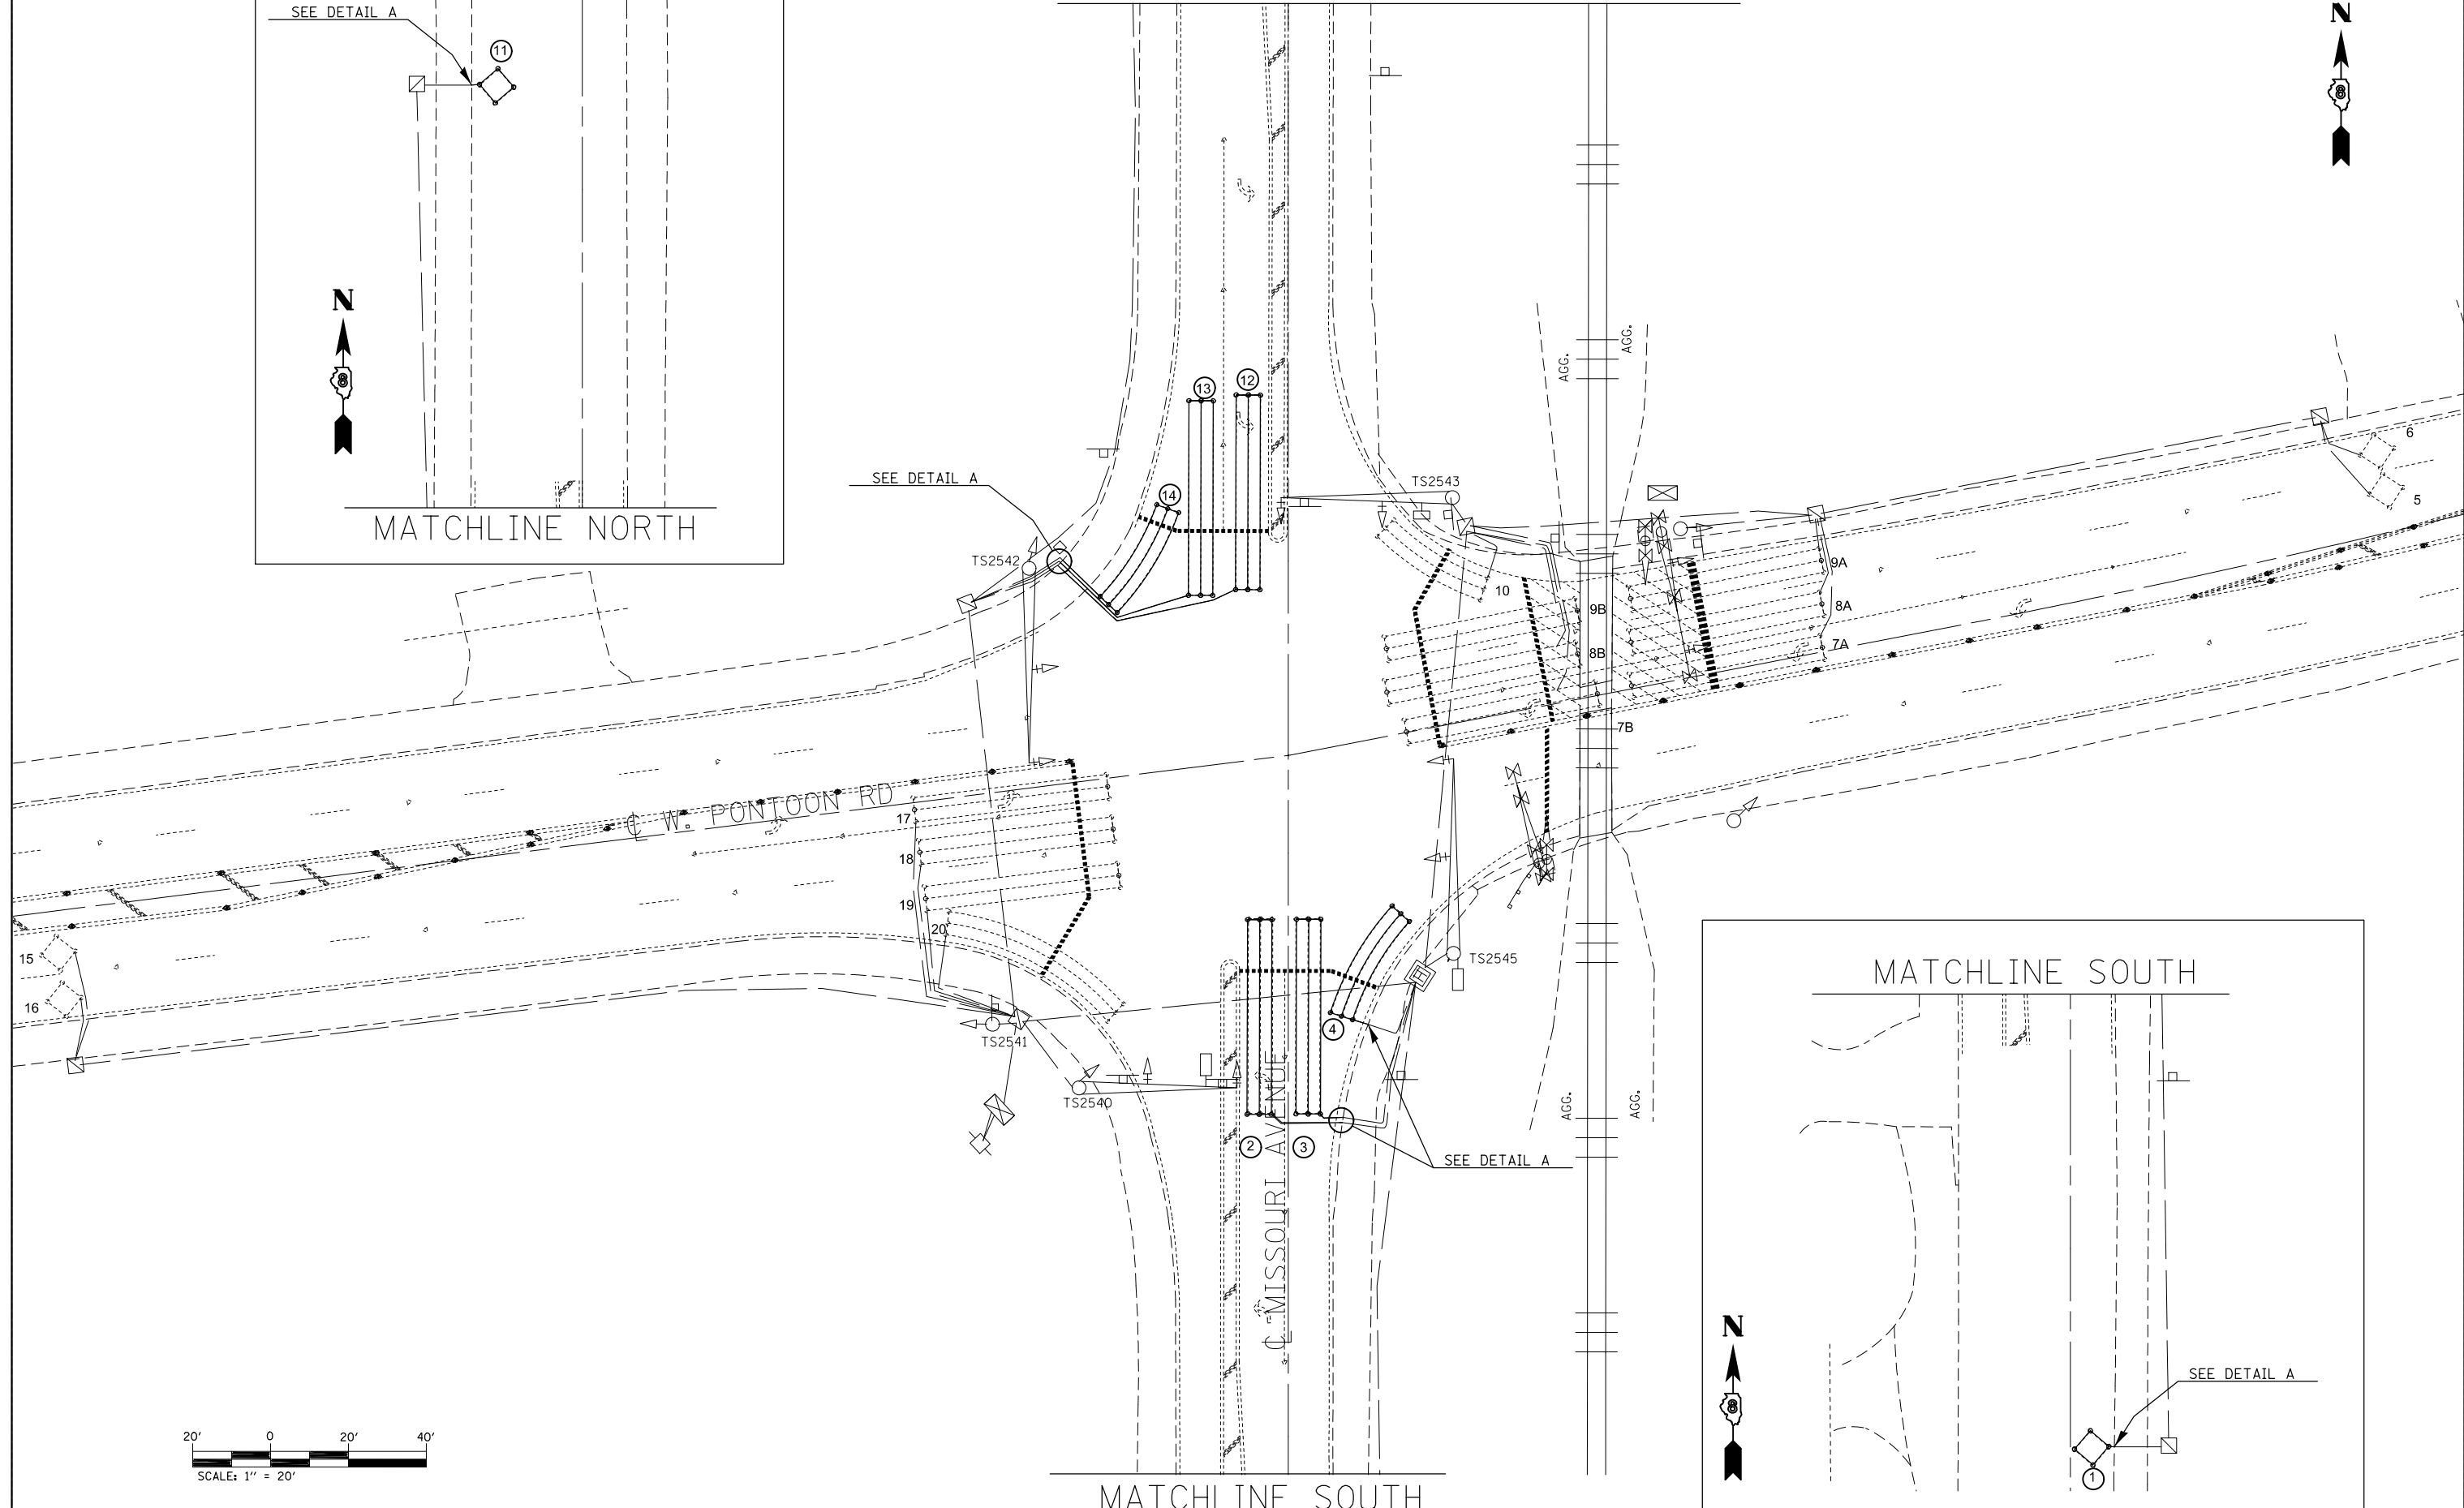 SEE DETAIL A
11
N
8
MATCHLINE NORTH
N
8
SEE DETAIL A
13
12
14
TS2542
TS2543
AGG.
AGG.
6
5
10
9A
8A
7A
9B
8B
7B
℄ W. PONTOON RD
17
18
19
20
15
16
TS2541
TS2540
TS2545
4
2
3
SEE DETAIL A
℄ MISSOURI AVENUE
AGG.
AGG.
MATCHLINE SOUTH
N
8
SEE DETAIL A
1
20' 0 20' 40'
SCALE: 1" = 20'
MATCHLINE SOUTH